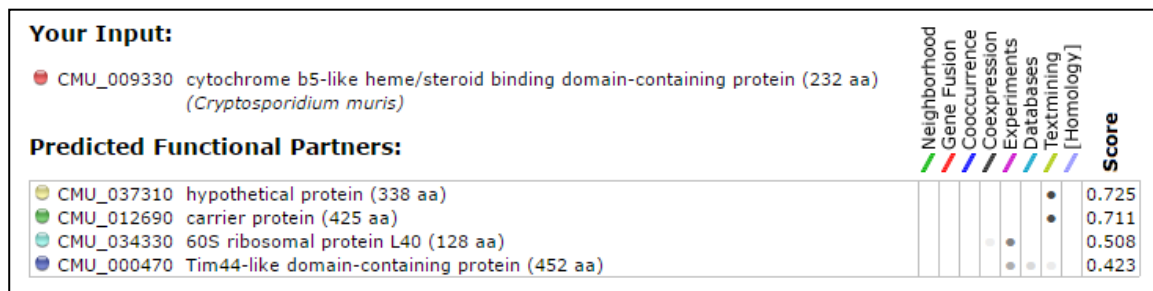 Your Input:
CMU_009330 cytochrome b5-like heme/steroid binding domain-containing protein (232 aa)
(Cryptosporidium muris)
Predicted Functional Partners:
Neighborhood
Gene Fusion
Cooccurrence
Coexpression
Experiments
Databases
Textmining
[Homology]
Score
CMU_037310 hypothetical protein (338 aa) 0.725
CMU_012690 carrier protein (425 aa) 0.711
CMU_034330 60S ribosomal protein L40 (128 aa) 0.508
CMU_000470 Tim44-like domain-containing protein (452 aa) 0.423